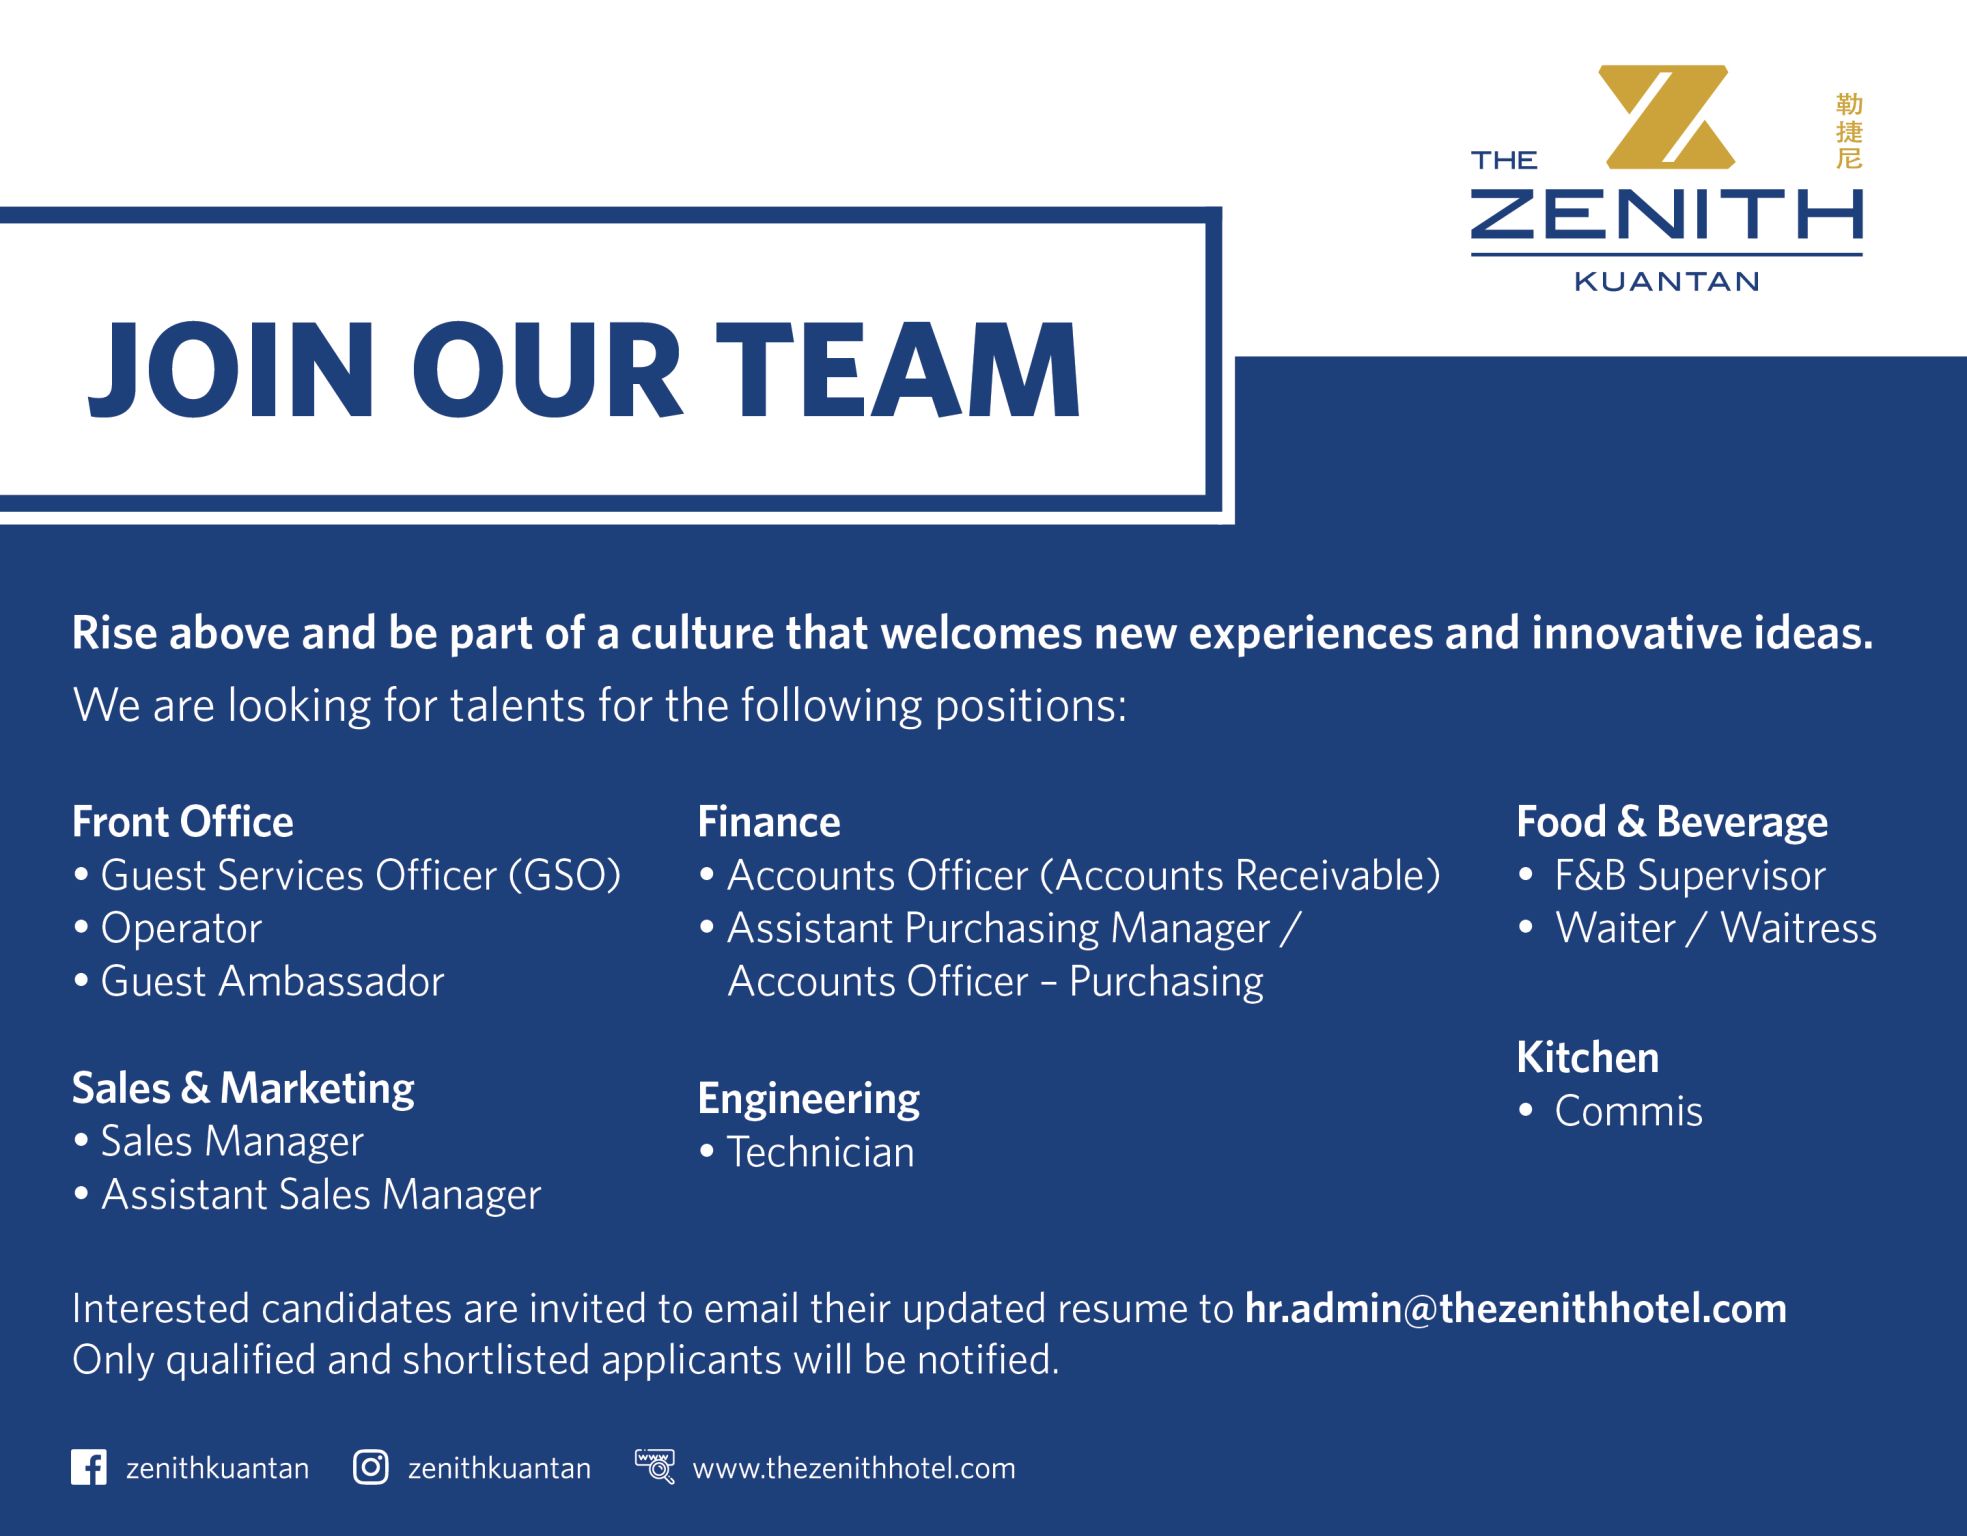 THE
ZENITH
KUANTAN
勒捷尼
JOIN OUR TEAM
Rise above and be part of a culture that welcomes new experiences and innovative ideas.
We are looking for talents for the following positions:
Front Office
• Guest Services Officer (GSO)
• Operator
• Guest Ambassador
Sales & Marketing
• Sales Manager
• Assistant Sales Manager
Finance
• Accounts Officer (Accounts Receivable)
• Assistant Purchasing Manager /
Accounts Officer – Purchasing
Engineering
• Technician
Food & Beverage
• F&B Supervisor
• Waiter / Waitress
Kitchen
• Commis
Interested candidates are invited to email their updated resume to hr.admin@thezenithhotel.com
Only qualified and shortlisted applicants will be notified.
zenithkuantan
zenithkuantan
www
www.thezenithhotel.com